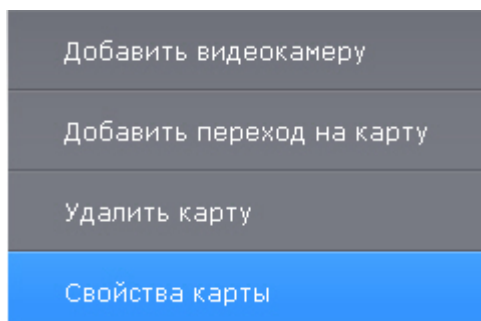 Добавить видеокамеру
Добавить переход на карту
Удалить карту
Свойства карты